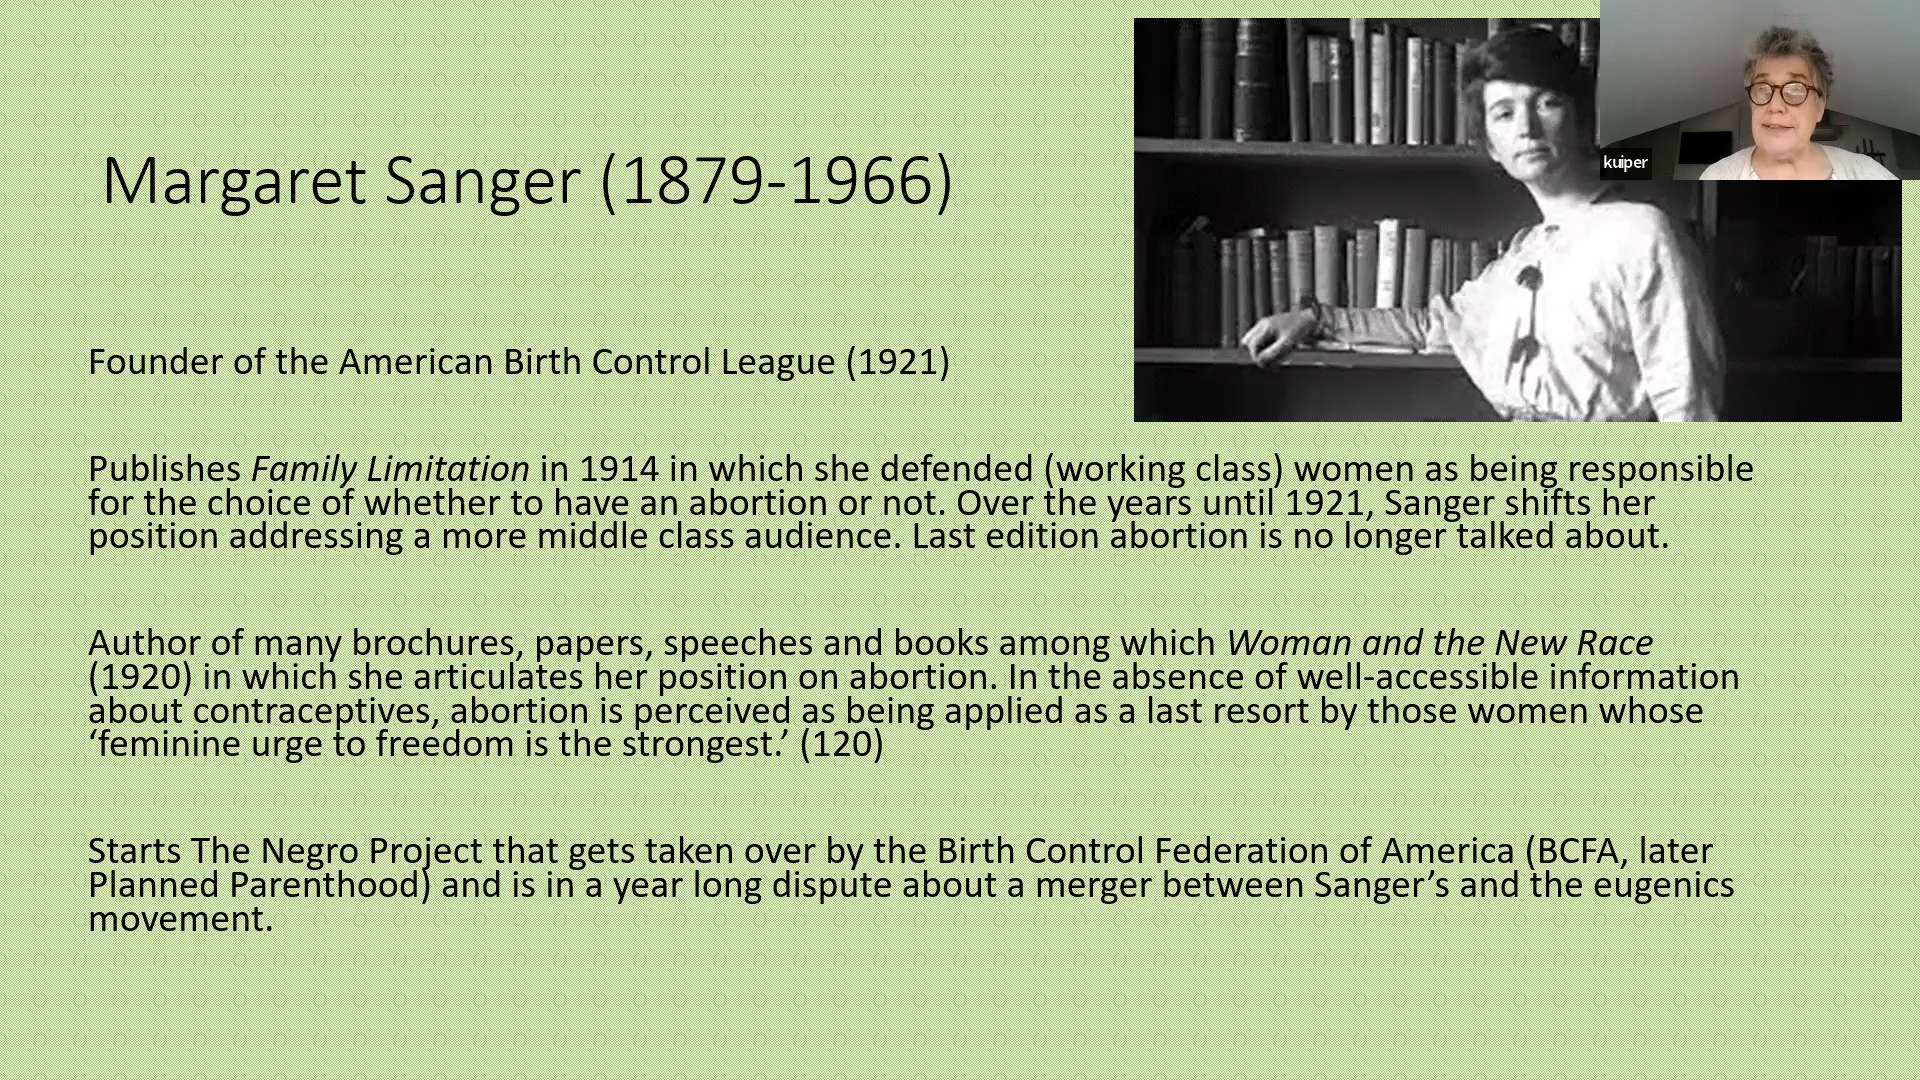 kuiper
Margaret Sanger (1879-1966)
Founder of the American Birth Control League (1921)
Publishes Family Limitation in 1914 in which she defended (working class) women as being responsible
for the choice of whether to have an abortion or not. Over the years until 1921, Sanger shifts her
position addressing a more middle class audience. Last edition abortion is no longer talked about.
Author of many brochures, papers, speeches and books among which Woman and the New Race
(1920) in which she articulates her position on abortion. In the absence of well-accessible information
about contraceptives, abortion is perceived as being applied as a last resort by those women whose
‘feminine urge to freedom is the strongest.’ (120)
Starts The Negro Project that gets taken over by the Birth Control Federation of America (BCFA, later
Planned Parenthood) and is in a year long dispute about a merger between Sanger’s and the eugenics
movement.